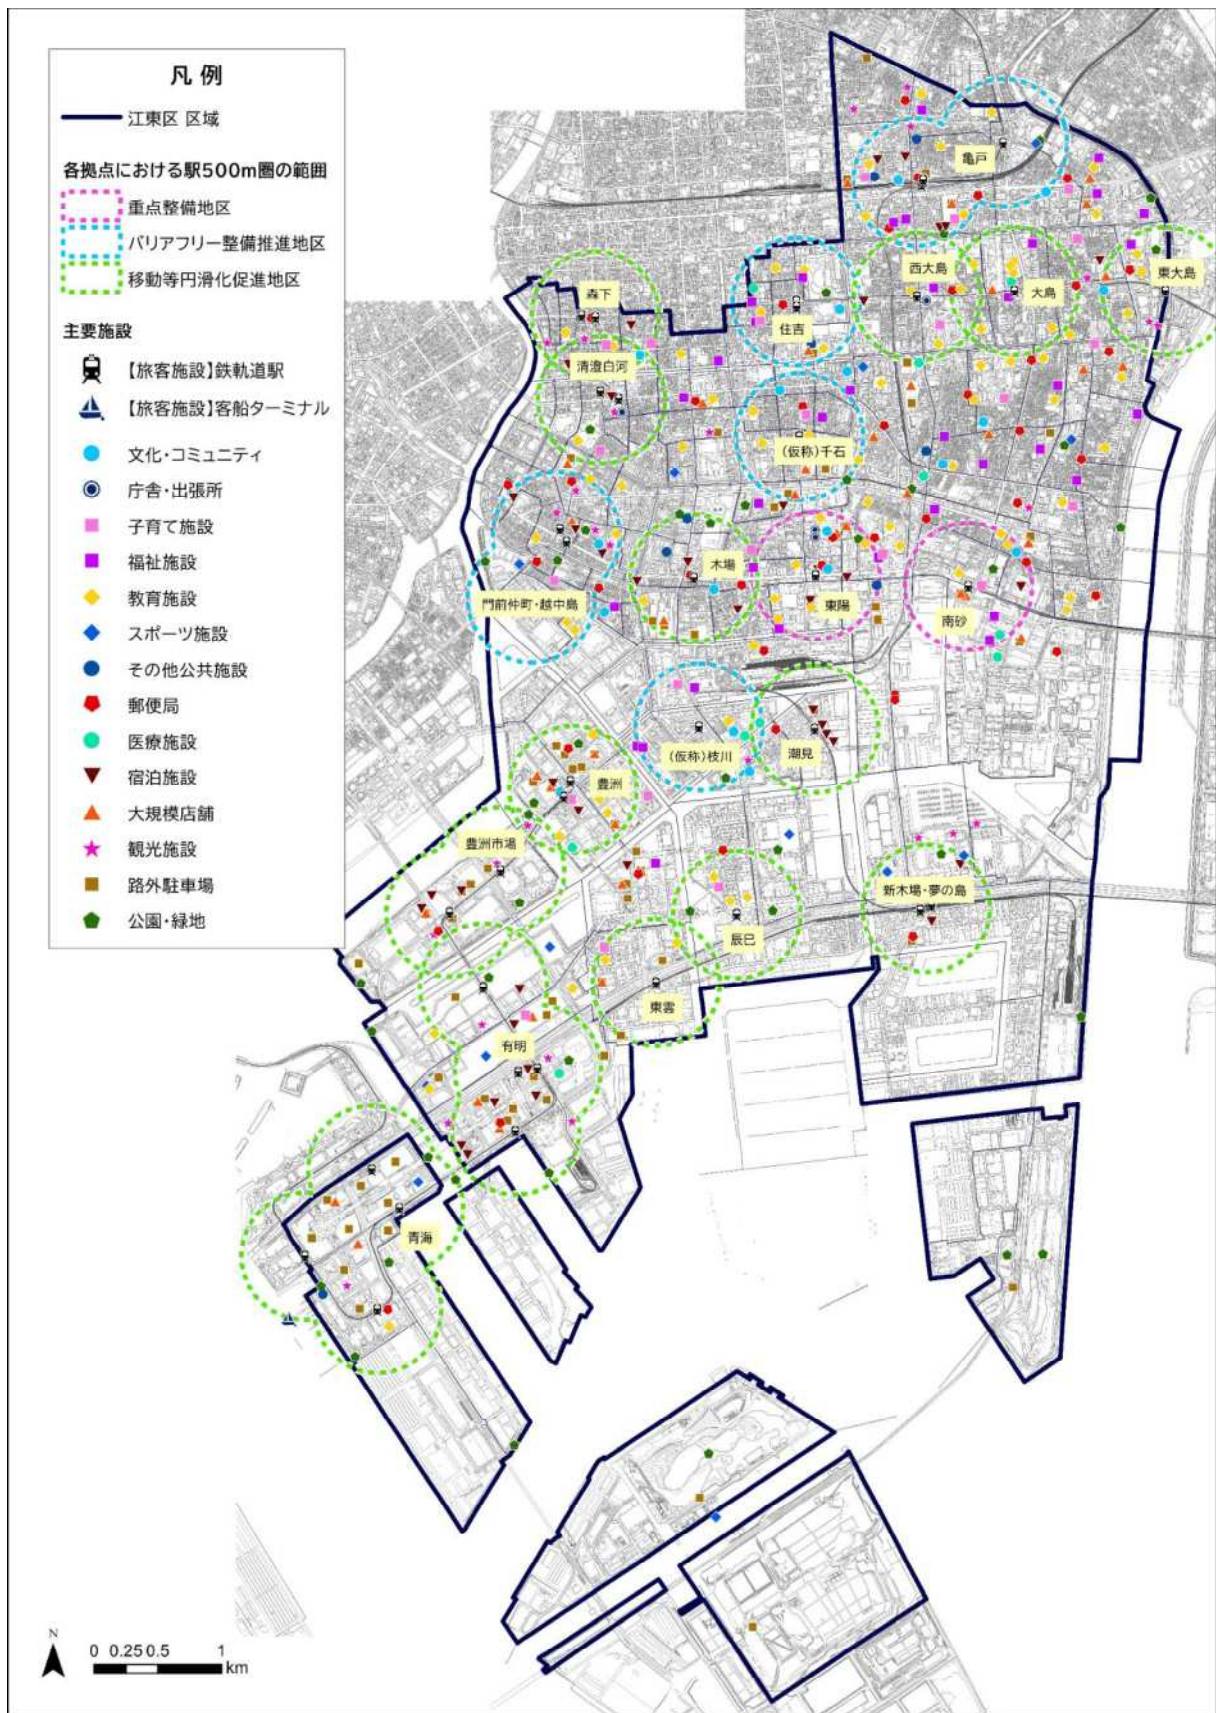 凡例
江東区 区域
各拠点における駅500m圏の範囲
重点整備地区
バリアフリー整備推進地区
移動等円滑化促進地区
主要施設
【旅客施設】鉄軌道駅
【旅客施設】客船ターミナル
文化・コミュニティ
庁舎・出張所
子育て施設
福祉施設
教育施設
スポーツ施設
その他公共施設
郵便局
医療施設
宿泊施設
大規模店舗
観光施設
路外駐車場
公園・緑地
亀戸
西大島
大島
東大島
森下
住吉
清澄白河
(仮称)千石
木場
門前仲町・越中島
東陽
南砂
(仮称)枝川
潮見
豊洲
豊洲市場
新木場・夢の島
辰巳
東雲
有明
青海
N
0 0.25 0.5 1
km